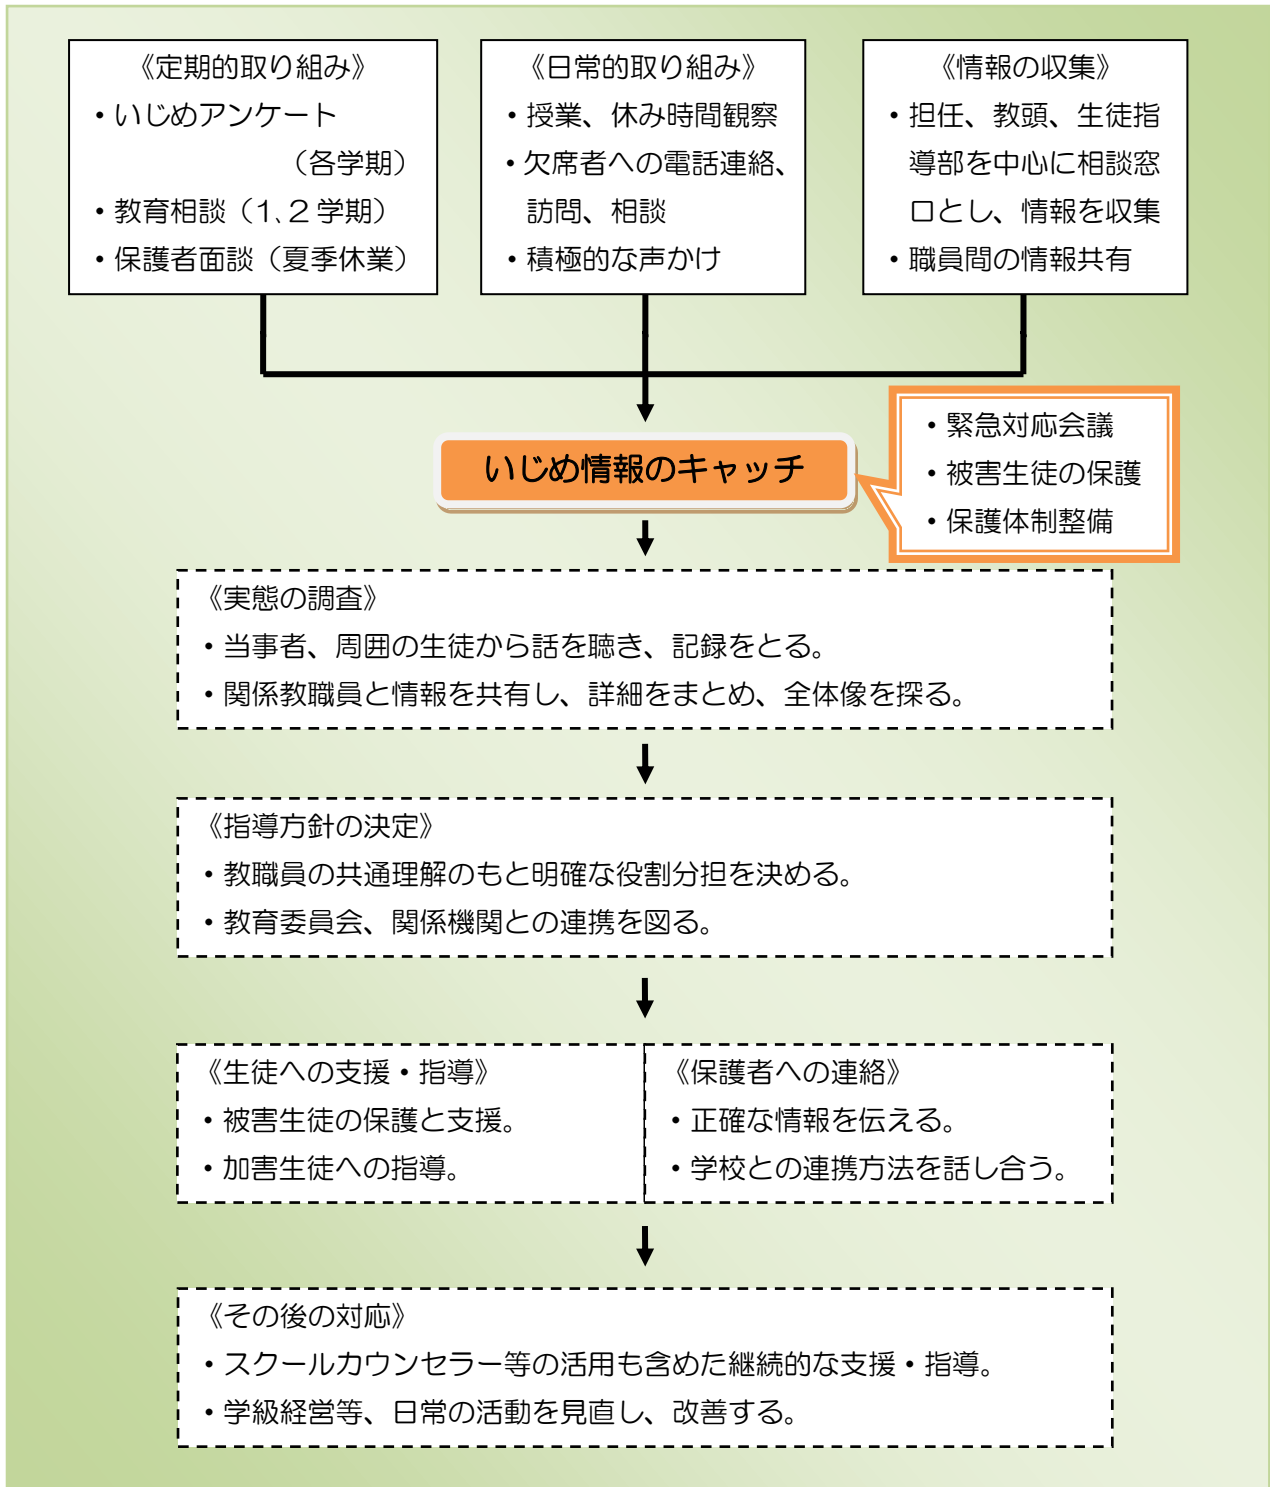 《定期的取り組み》
・いじめアンケート
（各学期）
・教育相談（1、2 学期）
・保護者面談（夏季休業）
《日常的取り組み》
・授業、休み時間観察
・欠席者への電話連絡、
訪問、相談
・積極的な声かけ
《情報の収集》
・担任、教頭、生徒指
導部を中心に相談窓
口とし、情報を収集
・職員間の情報共有
いじめ情報のキャッチ
・緊急対応会議
・被害生徒の保護
・保護体制整備
《実態の調査》
・当事者、周囲の生徒から話を聴き、記録をとる。
・関係教職員と情報を共有し、詳細をまとめ、全体像を探る。
《指導方針の決定》
・教職員の共通理解のもと明確な役割分担を決める。
・教育委員会、関係機関との連携を図る。
《生徒への支援・指導》
・被害生徒の保護と支援。
・加害生徒への指導。
《保護者への連絡》
・正確な情報を伝える。
・学校との連携方法を話し合う。
《その後の対応》
・スクールカウンセラー等の活用も含めた継続的な支援・指導。
・学級経営等、日常の活動を見直し、改善する。